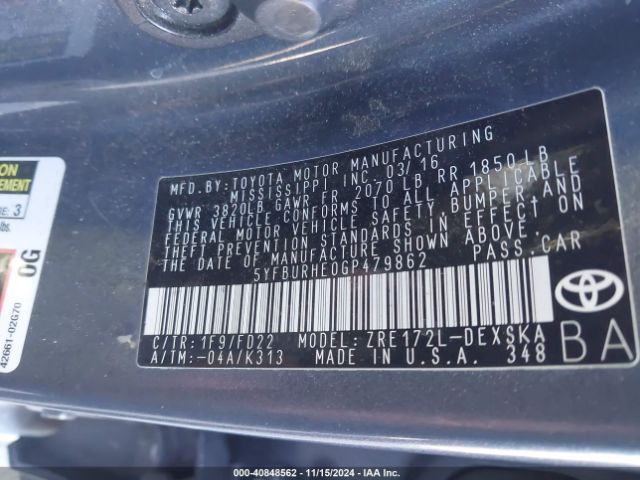 MFD. BY: TOYOTA MOTOR MANUFACTURING
MISSISSIPPI INC. 03/16
GVWR 3820LB GAWR FR 2070 LB RR 1850 LB
THIS VEHICLE CONFORMS TO ALL APPLICABLE
FEDERAL MOTOR VEHICLE SAFETY, BUMPER, AND
THEFT PREVENTION STANDARDS IN EFFECT ON
THE DATE OF MANUFACTURE SHOWN ABOVE.
5YFBURHE0GP479862 PASS. CAR
C/TR: 1F9/FD22 MODEL: ZRE172L-DEXSKA
A/TM: -04A/K313 MADE IN U.S.A. 348
BA
3
lbs.
OG
42661-02G70
000-40848562 - 11/15/2024 - IAA Inc.